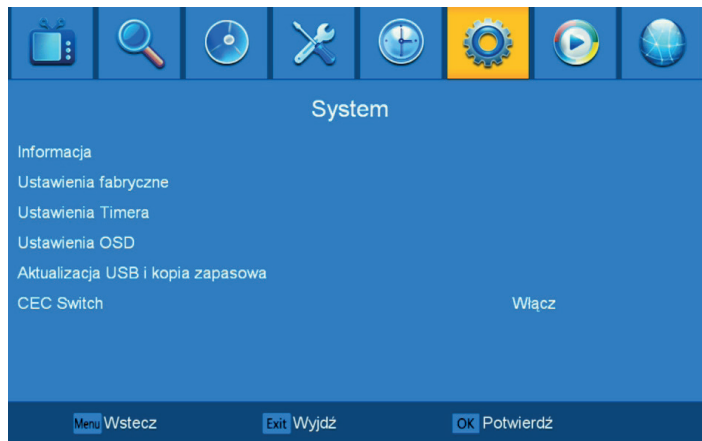 System
Informacja
Ustawienia fabryczne
Ustawienia Timera
Ustawienia OSD
Aktualizacja USB i kopia zapasowa
CEC Switch Włącz
Menu Wstecz Exit Wyjdź OK Potwierdź